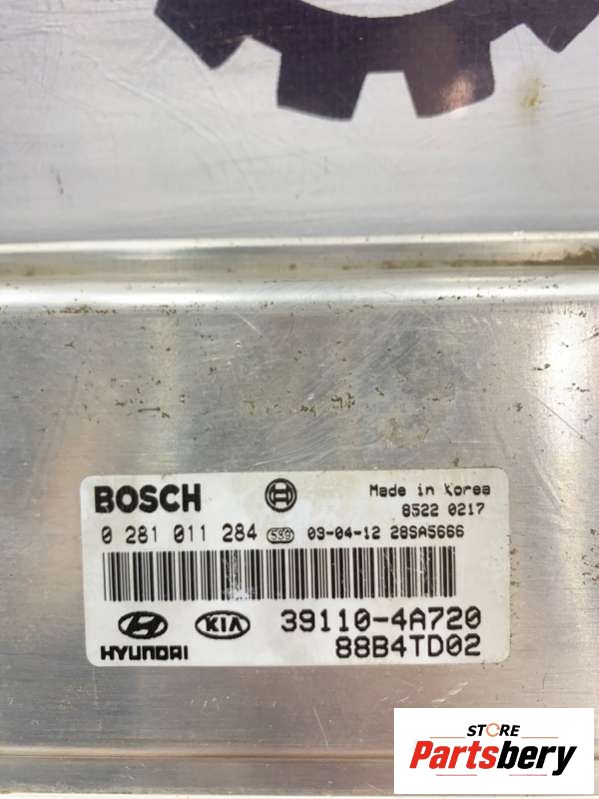 BOSCH Made in Korea
8522 0217
0 281 011 284 539 03-04-12 28SA5666
HYUNDAI KIA 39110-4A720
88B4TD02
STORE
Partsbery